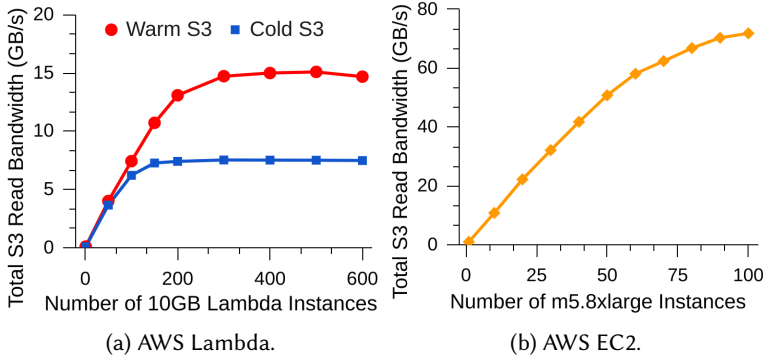 Total S3 Read Bandwidth (GB/s)
20
15
10
5
0
Warm S3
Cold S3
0
200
400
600
Number of 10GB Lambda Instances
(a) AWS Lambda.
Total S3 Read Bandwidth (GB/s)
80
60
40
20
0
0
25
50
75
100
Number of m5.8xlarge Instances
(b) AWS EC2.